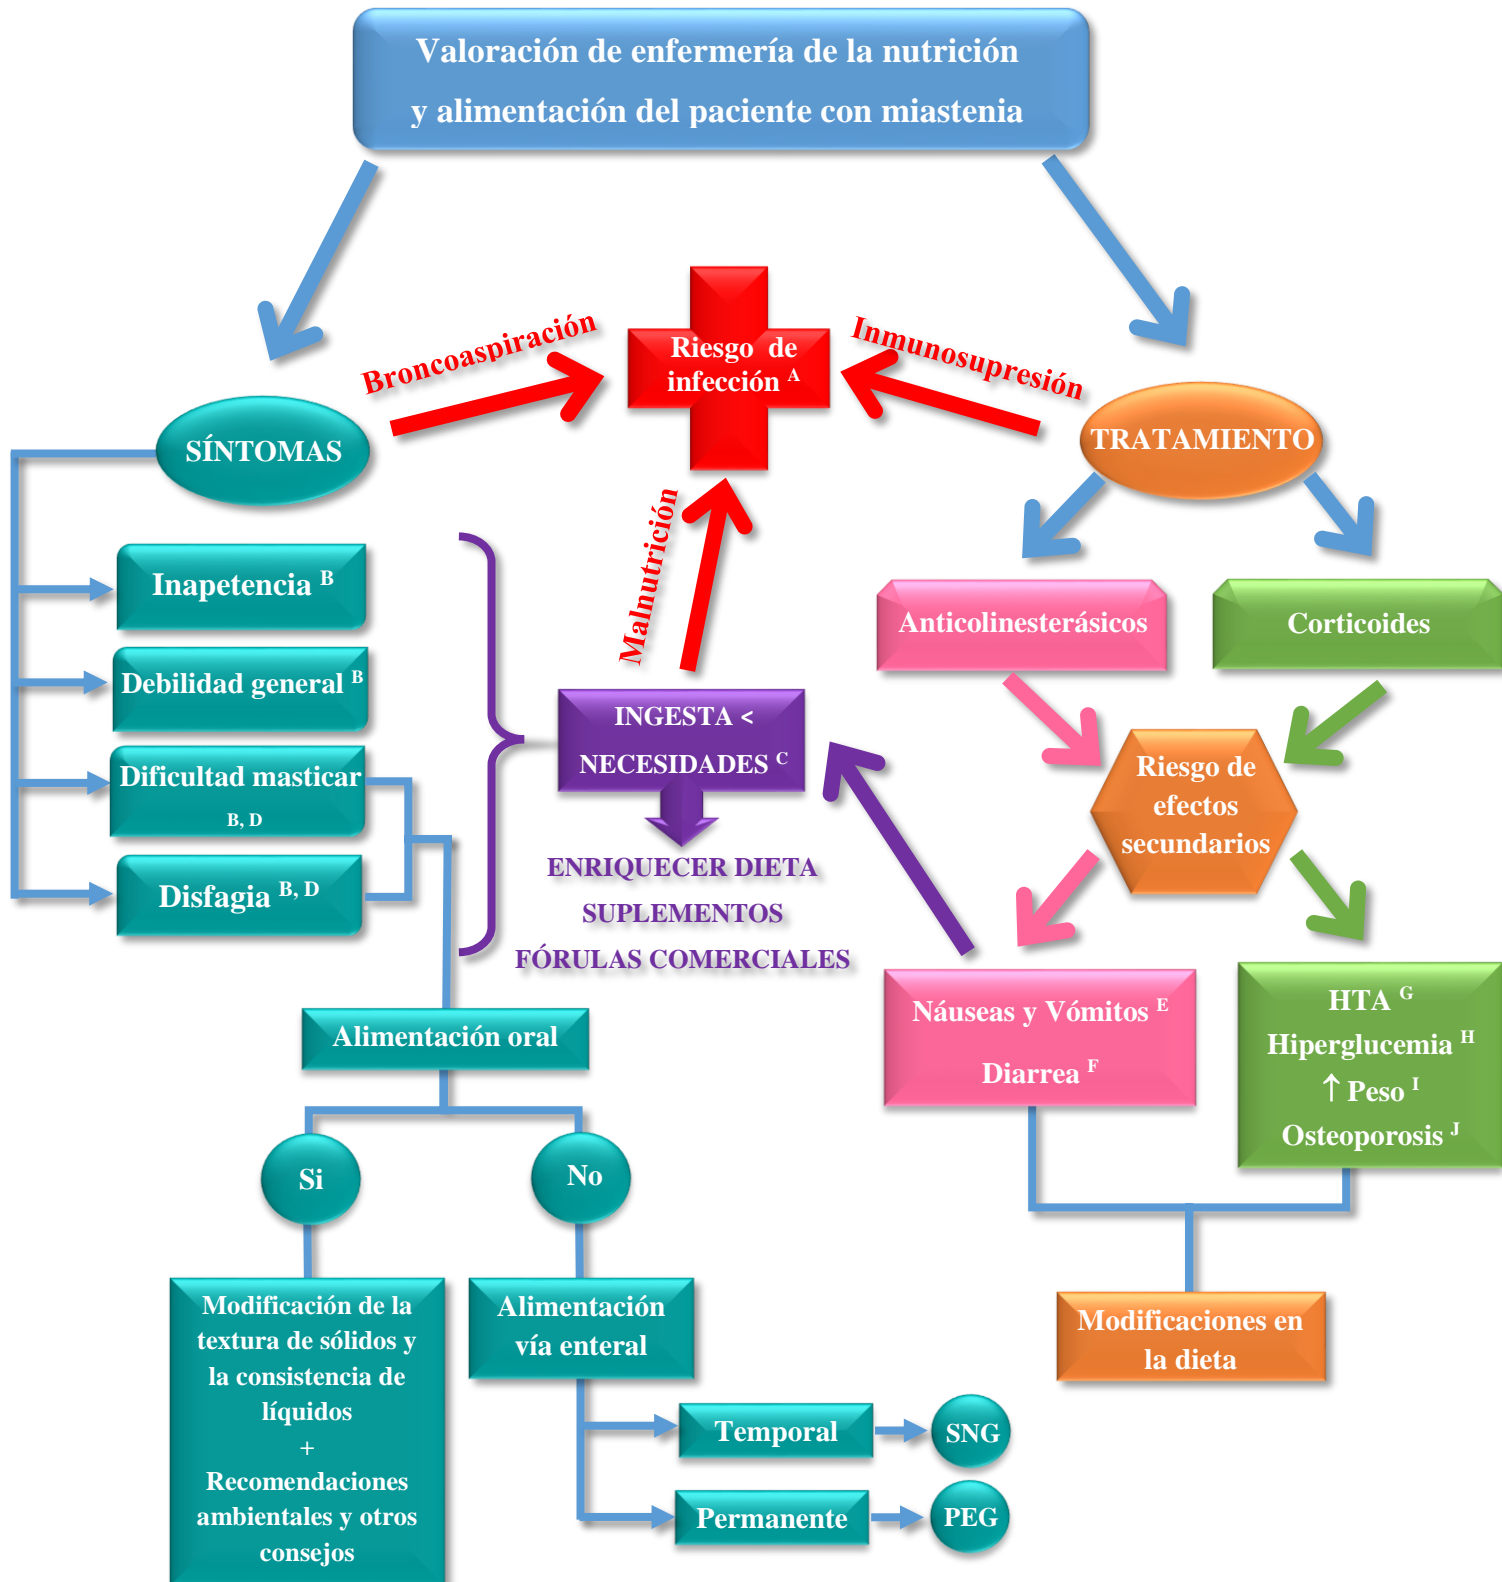 Valoración de enfermería de la nutrición
y alimentación del paciente con miastenia
Broncoaspiración
Riesgo de
infección A
Inmunosupresión
SÍNTOMAS
TRATAMIENTO
Malnutrición
Inapetencia B
Debilidad general B
Dificultad masticar
B, D
Disfagia B, D
INGESTA <
NECESIDADES C
ENRIQUECER DIETA
SUPLEMENTOS
FÓRULAS COMERCIALES
Anticolinesterásicos
Corticoides
Riesgo de
efectos
secundarios
Náuseas y Vómitos E
Diarrea F
HTA G
Hiperglucemia H
↑ Peso I
Osteoporosis J
Alimentación oral
Si
No
Modificación de la
textura de sólidos y
la consistencia de
líquidos
+
Recomendaciones
ambientales y otros
consejos
Alimentación
vía enteral
Modificaciones en
la dieta
Temporal
SNG
Permanente
PEG